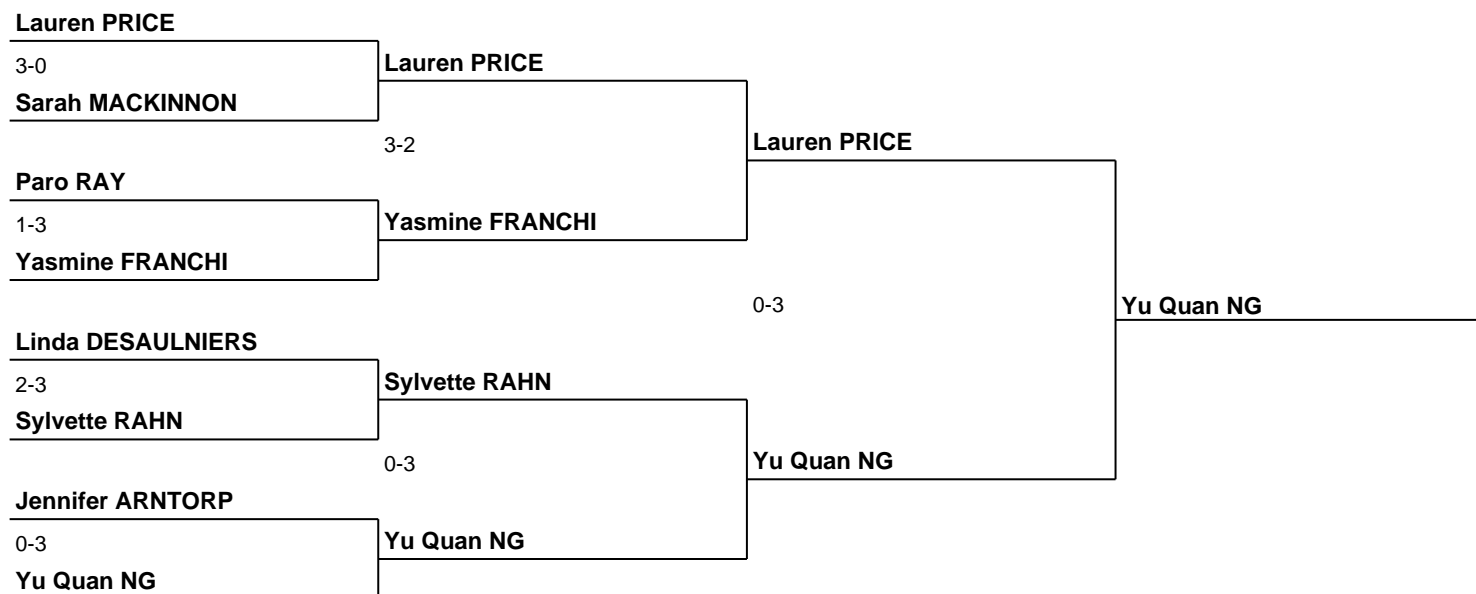 Lauren PRICE
3-0
Sarah MACKINNON
Paro RAY
1-3
Yasmine FRANCHI
Linda DESAULNIERS
2-3
Sylvette RAHN
Jennifer ARNTORP
0-3
Yu Quan NG
Lauren PRICE
3-2
Yasmine FRANCHI
Sylvette RAHN
0-3
Yu Quan NG
Lauren PRICE
0-3
Yu Quan NG
Yu Quan NG